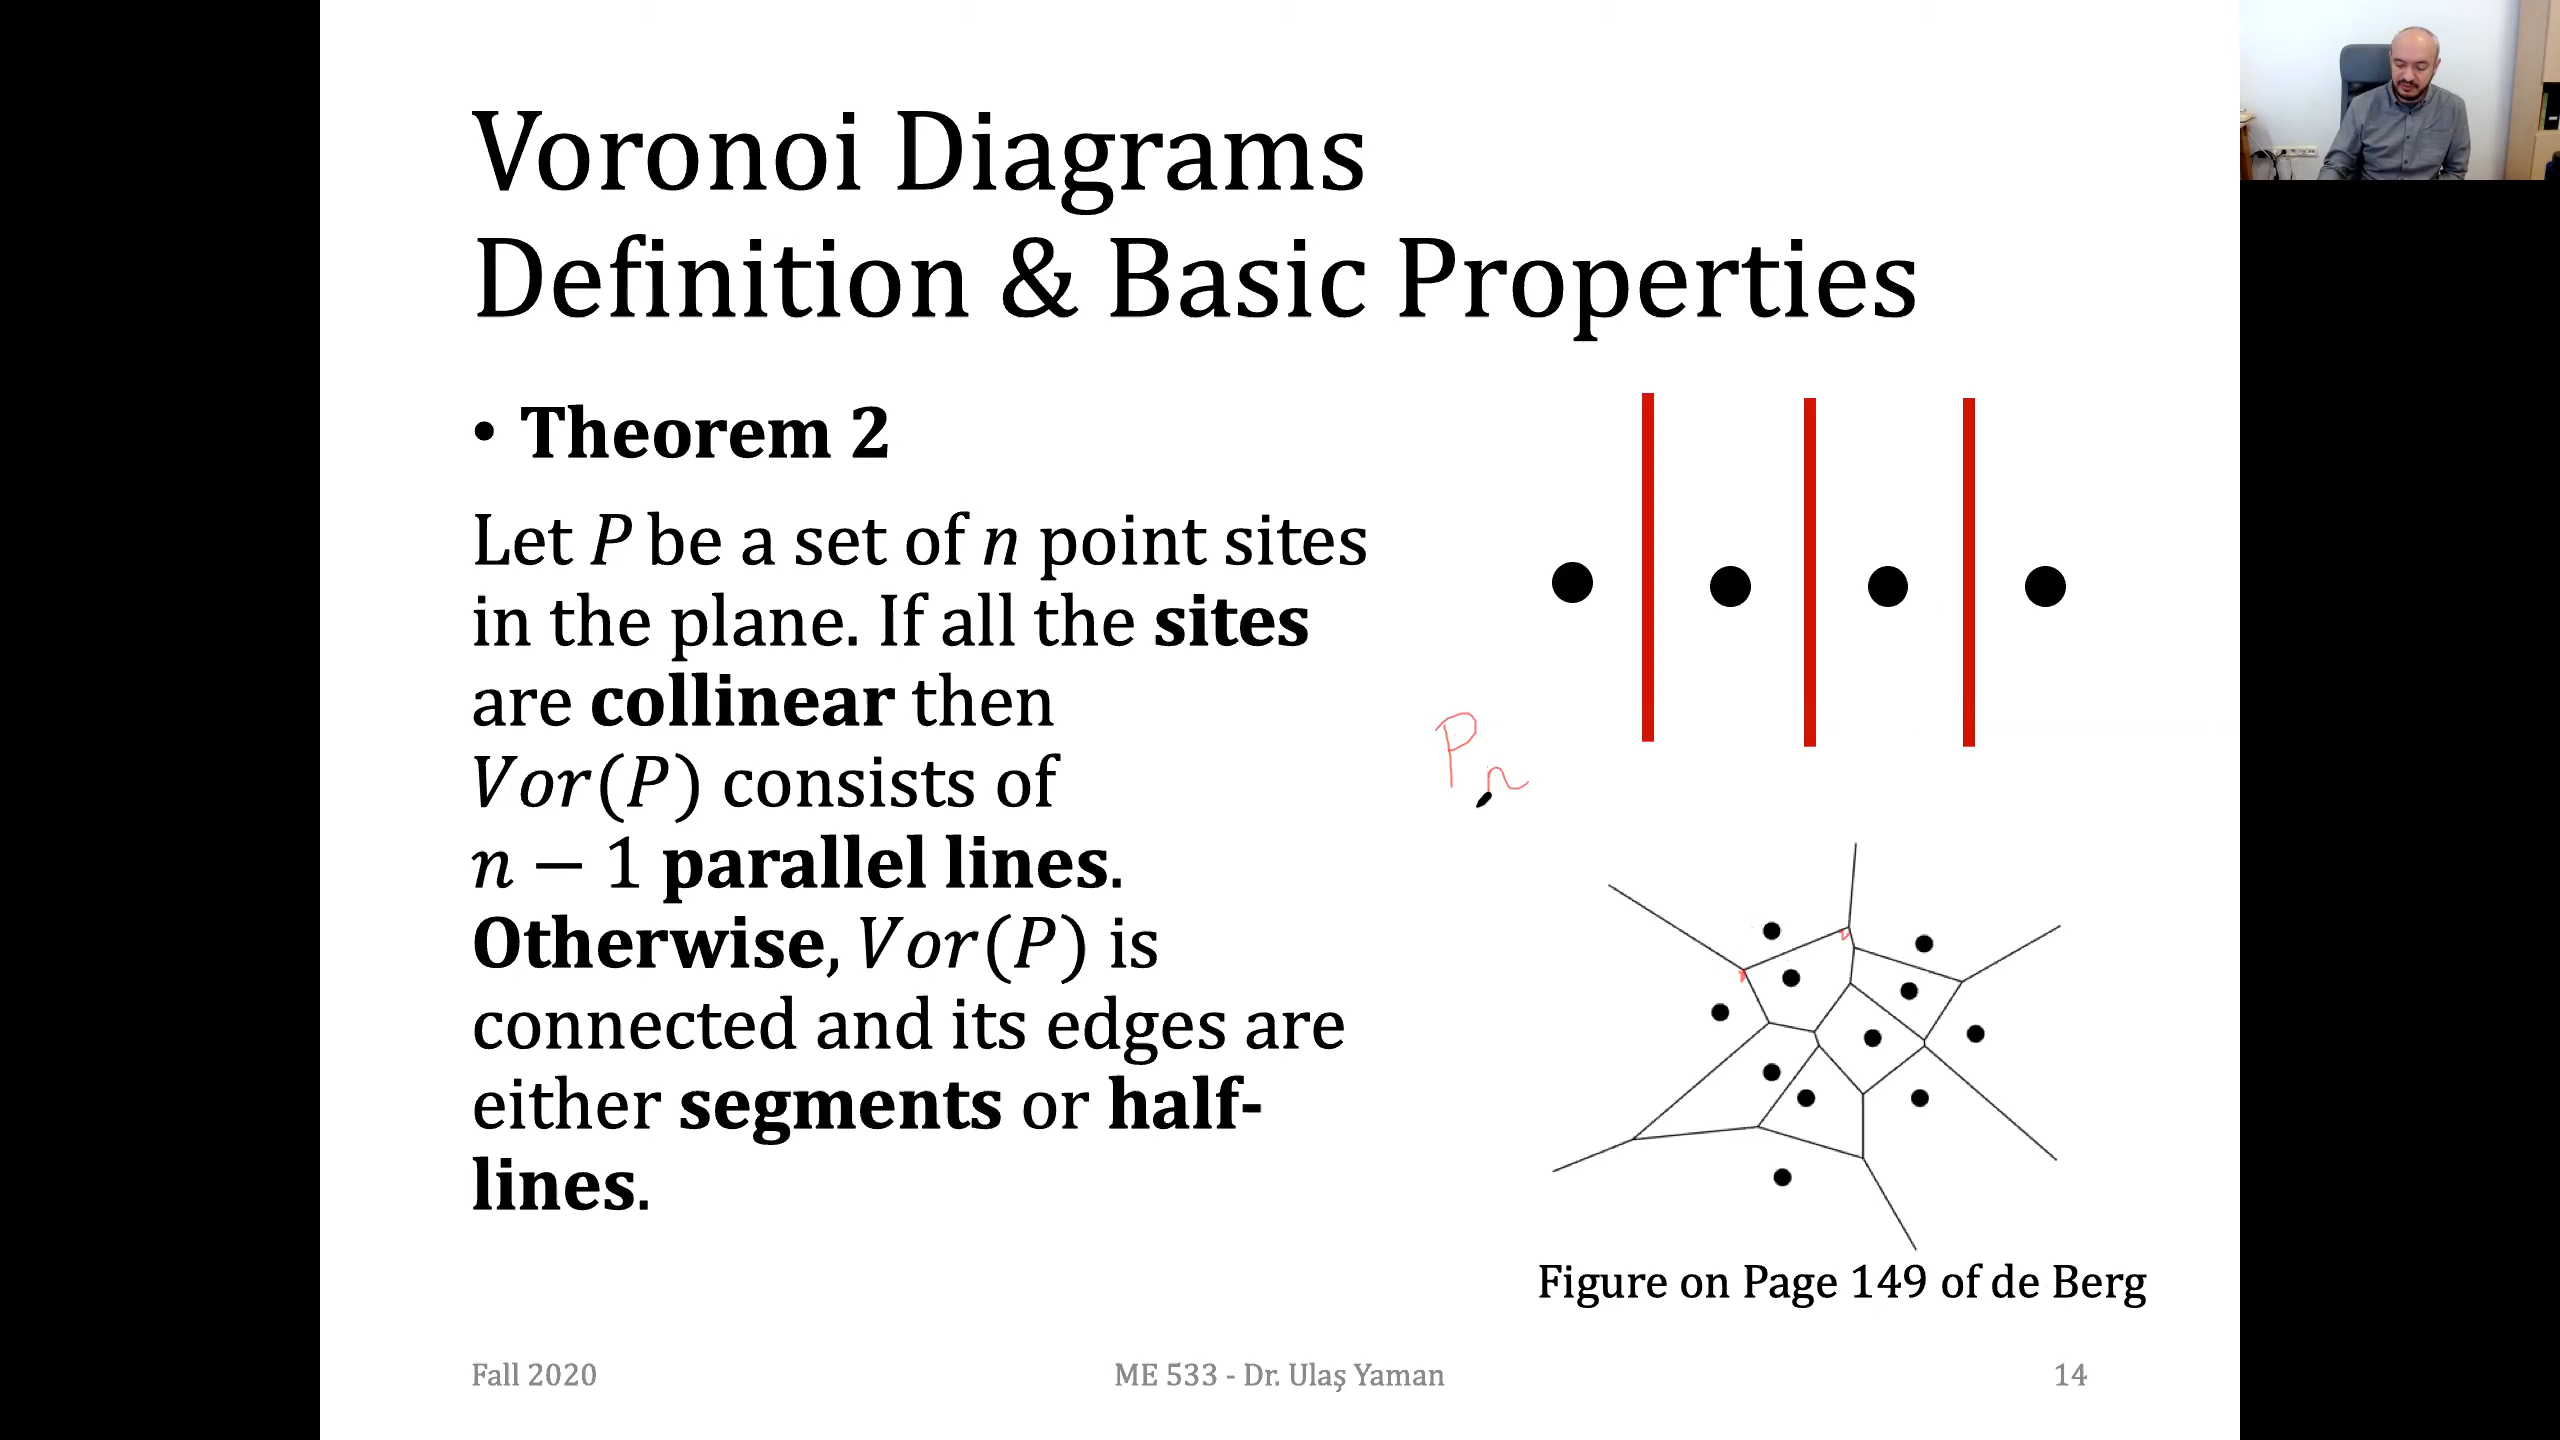 Voronoi Diagrams
Definition & Basic Properties
• Theorem 2
Let P be a set of n point sites
in the plane. If all the sites
are collinear then
Vor(P) consists of
n − 1 parallel lines.
Otherwise, Vor(P) is
connected and its edges are
either segments or half-
lines.
P n
Figure on Page 149 of de Berg
Fall 2020
ME 533 - Dr. Ulaş Yaman
14